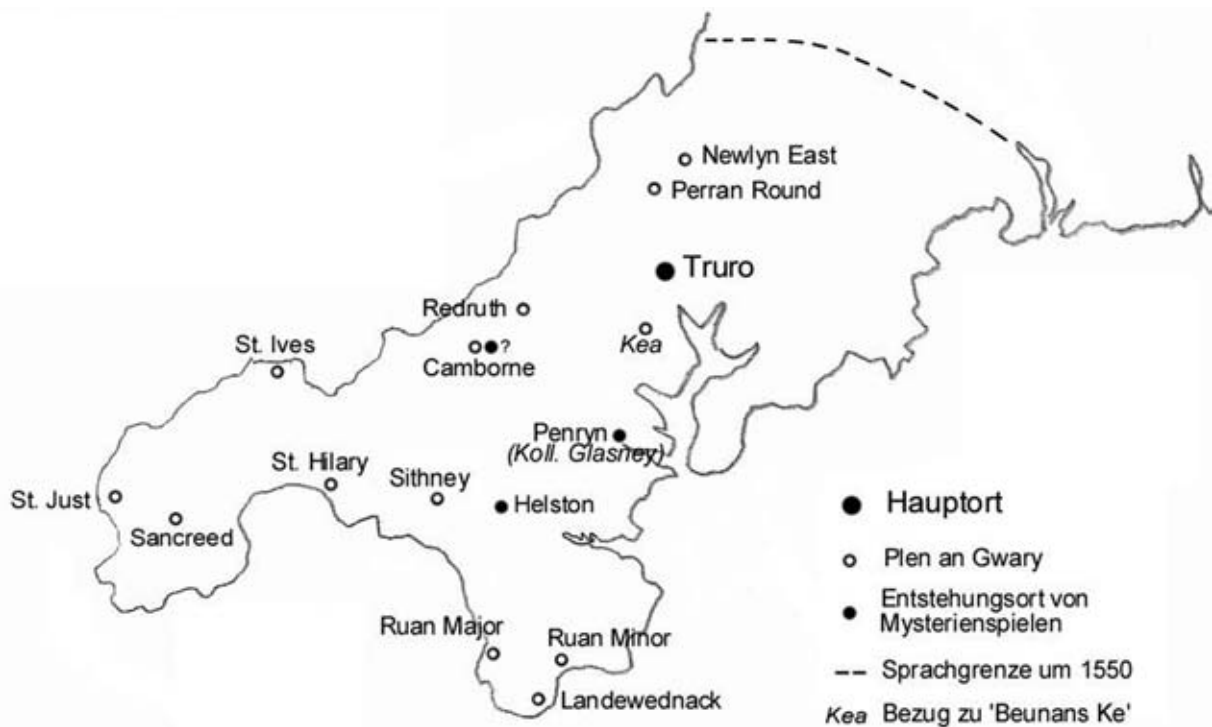 Newlyn East
Perran Round
Truro
Redruth
Kea
?
Camborne
St. Ives
Penryn
(Koll. Glasney)
St. Hilary
Sithney
Helston
St. Just
Sancreed
Ruan Major
Ruan Minor
Landewednack
Hauptort
Plen an Gwary
Entstehungsort von
Mysterienspielen
Sprachgrenze um 1550
Kea Bezug zu 'Beunans Ke'